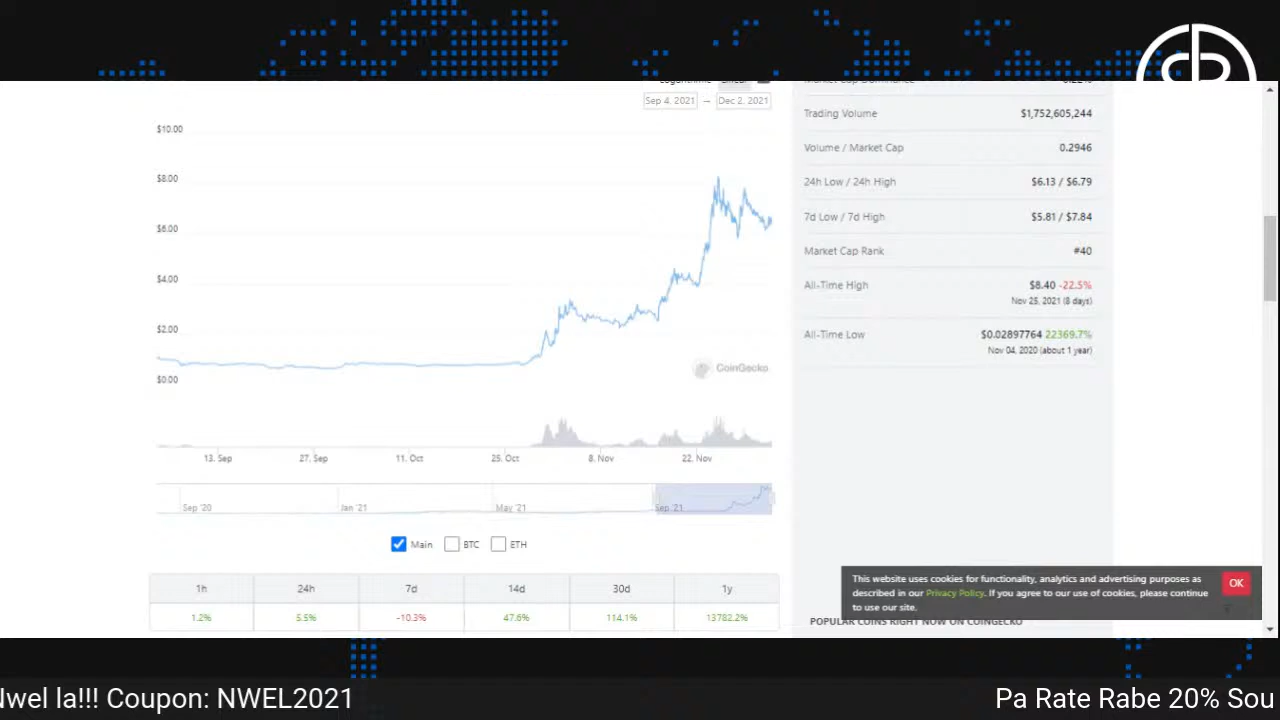 Logarithmic Linear
Sep 4, 2021 → Dec 2, 2021
$10.00
$8.00
$6.00
$4.00
$2.00
$0.00
CoinGecko
13. Sep 27. Sep 11. Oct 25. Oct 8. Nov 22. Nov
Sep '20 Jan '21 May '21 Sep '21
Main BTC ETH
1h 24h 7d 14d 30d 1y
1.2% 5.5% -10.3% 47.6% 114.1% 13782.2%
Market Cap Dominance
Trading Volume $1,752,605,244
Volume / Market Cap 0.2946
24h Low / 24h High $6.13 / $6.79
7d Low / 7d High $5.81 / $7.84
Market Cap Rank #40
All-Time High $8.40 -22.5%
Nov 25, 2021 (8 days)
All-Time Low $0.02897764 22369.7%
Nov 04, 2020 (about 1 year)
This website uses cookies for functionality, analytics and advertising purposes as
described in our Privacy Policy. If you agree to our use of cookies, please continue
to use our site.
OK
POPULAR COINS RIGHT NOW ON COINGECKO
Nwel la!!! Coupon: NWEL2021 Pa Rate Rabe 20% Sou